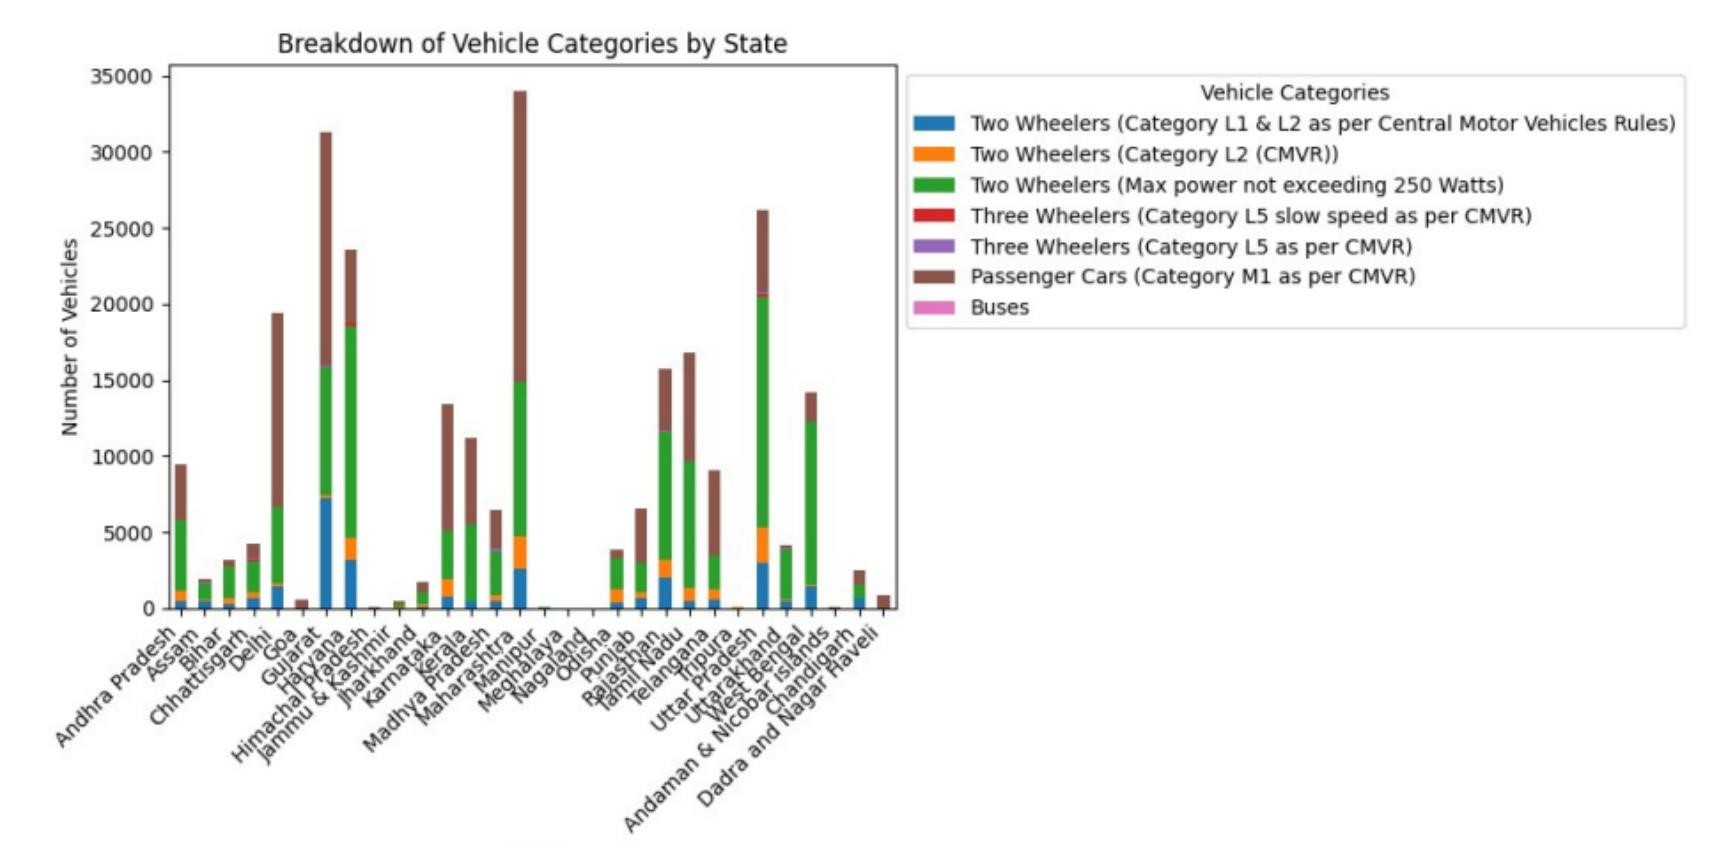 Breakdown of Vehicle Categories by State
Number of Vehicles
35000
30000
25000
20000
15000
10000
5000
0
Andhra Pradesh
Assam
Bihar
Chhattisgarh
Delhi
Goa
Gujarat
Haryana
Himachal Pradesh
Jammu & Kashmir
Jharkhand
Karnataka
Kerala
Madhya Pradesh
Maharashtra
Manipur
Meghalaya
Nagaland
Odisha
Punjab
Rajasthan
Tamil Nadu
Telangana
Tripura
Uttar Pradesh
Uttarakhand
West Bengal
Andaman & Nicobar islands
Chandigarh
Dadra and Nagar Haveli
Vehicle Categories
Two Wheelers (Category L1 & L2 as per Central Motor Vehicles Rules)
Two Wheelers (Category L2 (CMVR))
Two Wheelers (Max power not exceeding 250 Watts)
Three Wheelers (Category L5 slow speed as per CMVR)
Three Wheelers (Category L5 as per CMVR)
Passenger Cars (Category M1 as per CMVR)
Buses